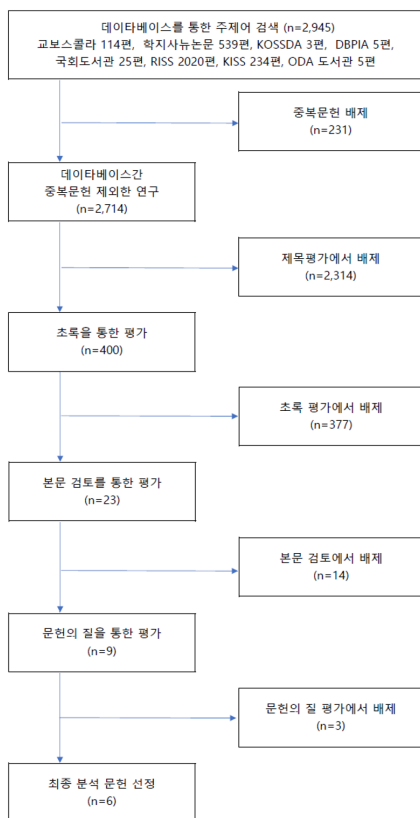 데이타베이스를 통한 주제어 검색 (n=2,945)
교보스콜라 114편, 학지사뉴논문 539편, KOSSDA 3편, DBPIA 5편,
국회도서관 25편, RISS 2020편, KISS 234편, ODA 도서관 5편
중복문헌 배제
(n=231)
데이타베이스간
중복문헌 제외한 연구
(n=2,714)
제목평가에서 배제
(n=2,314)
초록을 통한 평가
(n=400)
초록 평가에서 배제
(n=377)
본문 검토를 통한 평가
(n=23)
본문 검토에서 배제
(n=14)
문헌의 질을 통한 평가
(n=9)
문헌의 질 평가에서 배제
(n=3)
최종 분석 문헌 선정
(n=6)